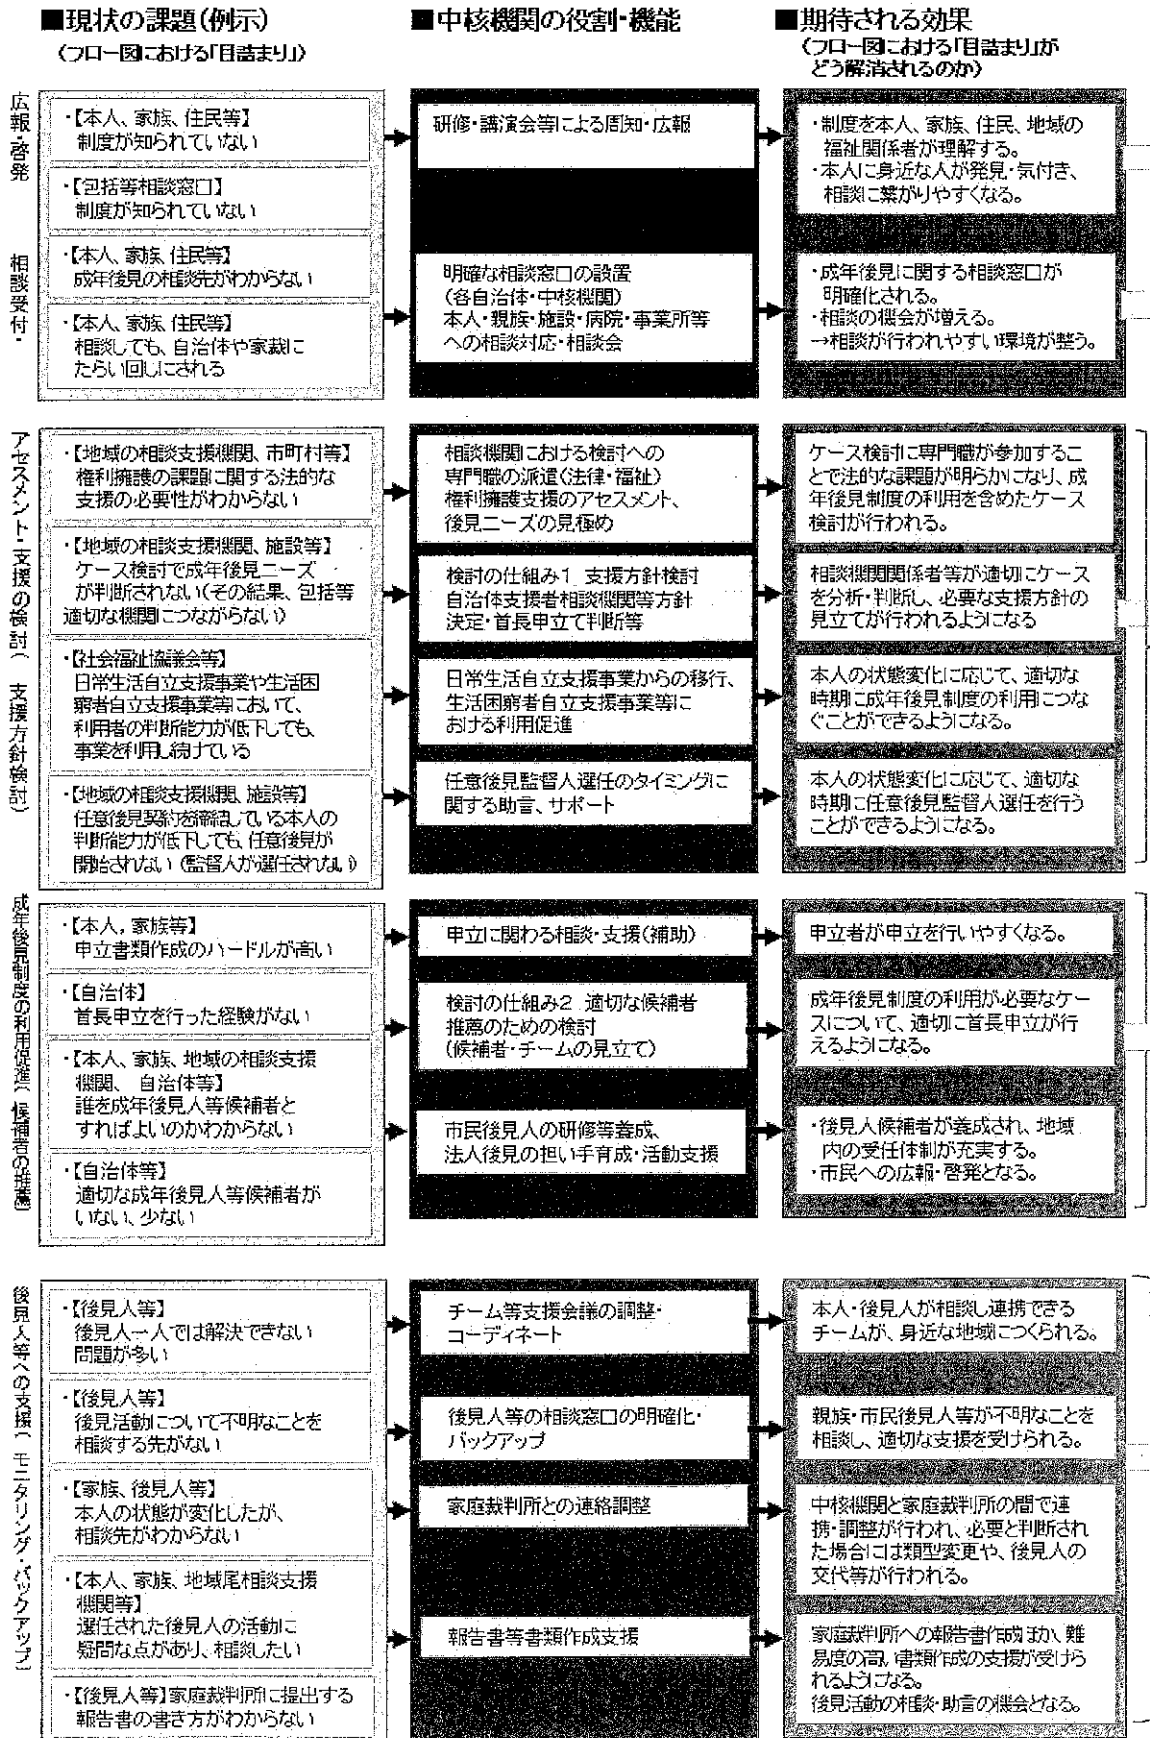 ■現状の課題(例示)
(フロー図における「目詰まり」)
■中核機関の役割・機能
■期待される効果
(フロー図における「目詰まり」が
どう解消されるのか)
広報・啓発
相談受付・
・【本人、家族、住民等】
制度が知られていない
・【包括等相談窓口】
制度が知られていない
・【本人、家族、住民等】
成年後見の相談先がわからない
・【本人、家族、住民等】
相談しても、自治体や家裁に
たらい回しにされる
研修・講演会等による周知・広報
明確な相談窓口の設置
(各自治体・中核機関)
本人・親族・施設・病院・事業所等
への相談対応・相談会
・制度を本人、家族、住民、地域の
福祉関係者が理解する。
・本人に身近な人が発見・気付き、
相談に繋がりやすくなる。
・成年後見に関する相談窓口が
明確化される。
・相談の機会が増える。
→相談が行われやすい環境が整う。
アセスメント・支援の検討(支援方針検討)
・【地域の相談支援機関、市町村等】
権利擁護の課題に関する法的な
支援の必要性がわからない
・【地域の相談支援機関、施設等】
ケース検討で成年後見ニーズ
が判断されない(その結果、包括等
適切な機関につながらない)
・【社会福祉協議会等】
日常生活自立支援事業や生活困
窮者自立支援事業等において、
利用者の判断能力が低下しても、
事業を利用し続けている
・【地域の相談支援機関、施設等】
任意後見契約を締結している本人の
判断能力が低下しても、任意後見が
開始されない(監督人が選任されない)
相談機関における検討への
専門職の派遣(法律・福祉)
権利擁護支援のアセスメント、
後見ニーズの見極め
検討の仕組み1 支援方針検討
自治体支援者相談機関等方針
決定・首長申立て判断等
日常生活自立支援事業からの移行、
生活困窮者自立支援事業等に
おける利用促進
任意後見監督人選任のタイミングに
関する助言、サポート
ケース検討に専門職が参加するこ
とで法的な課題が明らかになり、成
年後見制度の利用を含めたケース
検討が行われる。
相談機関関係者等が適切にケース
を分析・判断し、必要な支援方針の
見立てが行われるようになる
本人の状態変化に応じて、適切な
時期に成年後見制度の利用につな
ぐことができるようになる。
本人の状態変化に応じて、適切な
時期に任意後見監督人選任を行う
ことができるようになる。
成年後見制度の利用促進(候補者の推薦)
・【本人，家族等】
申立書類作成のハードルが高い
・【自治体】
首長申立を行った経験がない
・【本人、家族、地域の相談支援
機関、 自治体等】
誰を成年後見人等候補者と
すればよいのかわからない
・【自治体等】
適切な成年後見人等候補者が
いない、少ない
申立に関わる相談・支援(補助)
検討の仕組み2 適切な候補者
推薦のための検討
(候補者・チームの見立て)
市民後見人の研修等養成、
法人後見の担い手育成・活動支援
申立者が申立を行いやすくなる。
成年後見制度の利用が必要なケー
スについて、適切に首長申立が行
えるようになる。
・後見人候補者が養成され、地域
内の受任体制が充実する。
・市民への広報・啓発となる。
後見人等への支援(モニタリング・バックアップ)
・【後見人等】
後見人一人では解決できない
問題が多い
・【後見人等】
後見活動について不明なことを
相談する先がない
・【家族、後見人等】
本人の状態が変化したが、
相談先がわからない
・【本人、家族、地域尾相談支援
機関等】
選任された後見人の活動に
疑問な点があり、相談したい
・【後見人等】家庭裁判所に提出する
報告書の書き方がわからない
チーム等支援会議の調整・
コーディネート
後見人等の相談窓口の明確化・
バックアップ
家庭裁判所との連絡調整
報告書等書類作成支援
本人・後見人が相談し連携できる
チームが、身近な地域につくられる。
親族・市民後見人等が不明なことを
相談し、適切な支援を受けられる。
中核機関と家庭裁判所の間で連
携・調整が行われ、必要と判断され
た場合には類型変更や、後見人の
交代等が行われる。
家庭裁判所への報告書作成ほか、難
易度の高い書類作成の支援が受けら
れるようになる。
後見活動の相談・助言の機会となる。